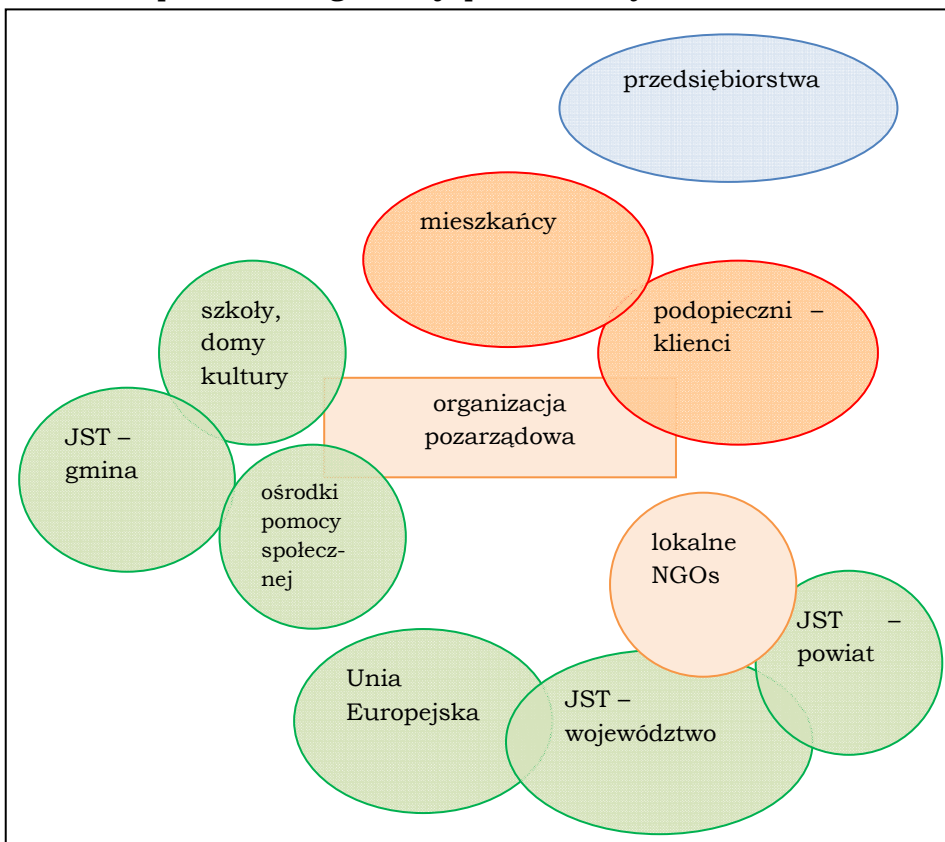 przedsiębiorstwa
mieszkańcy
podopieczni –
klienci
szkoły,
domy
kultury
organizacja
pozarządowa
JST –
gmina
ośrodki
pomocy
społecz-
nej
lokalne
NGOs
JST –
powiat
Unia
Europejska
JST –
województwo